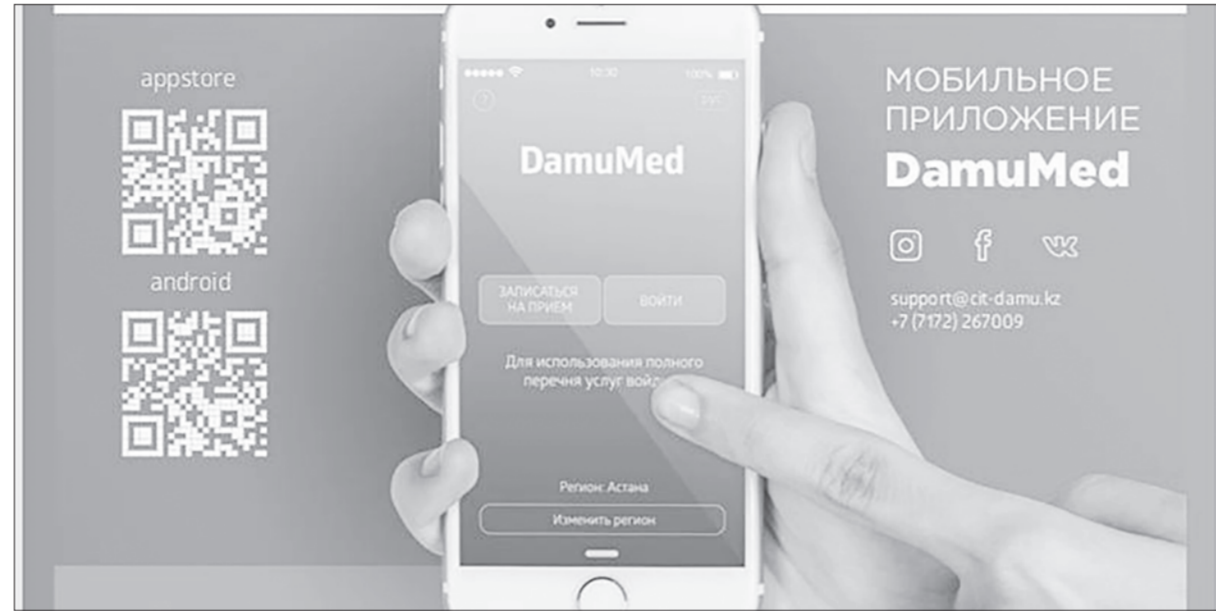 appstore
android
10:30
100%
?
РУС
DamuMed
ЗАПИСАТЬСЯ
НА ПРИЕМ
ВОЙТИ
Для использования полного
перечня услуг
Регион: Астана
Изменить регион
МОБИЛЬНОЕ
ПРИЛОЖЕНИЕ
DamuMed
support@cit-damu.kz
+7 (7172) 267009